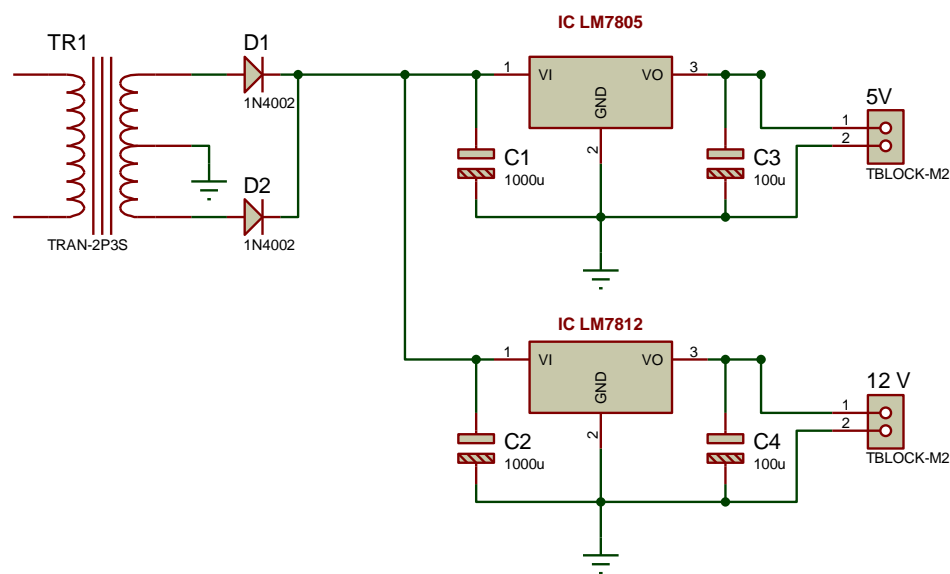 IC LM7805
TR1
D1
1N4002
TRAN-2P3S
D2
1N4002
1
VI
VO
3
GND
2
C1
1000u
C3
100u
5V
1
2
TBLOCK-M2
IC LM7812
1
VI
VO
3
GND
2
C2
1000u
C4
100u
12 V
1
2
TBLOCK-M2